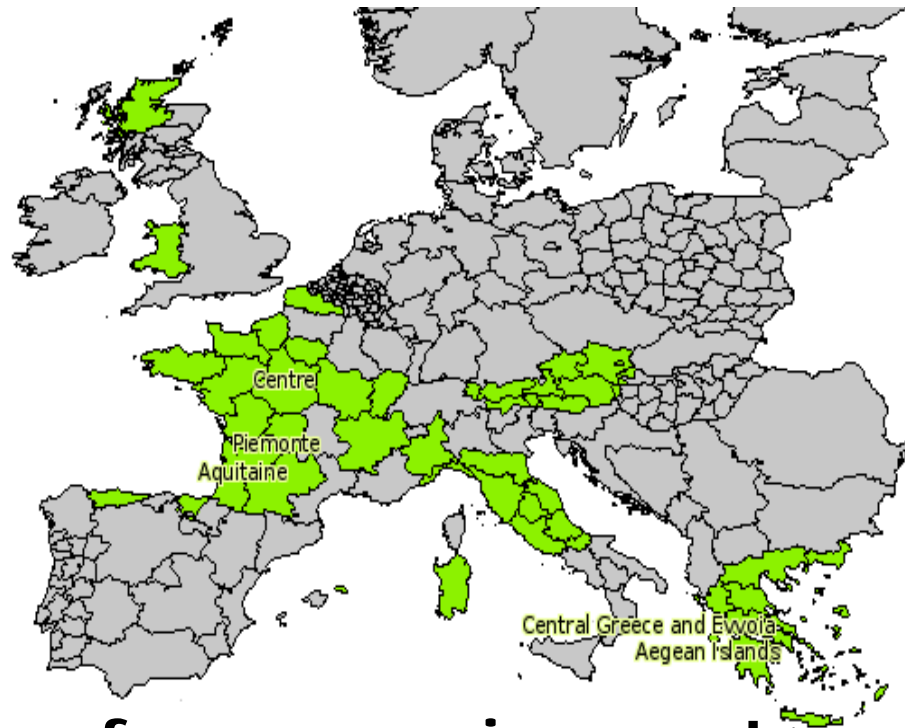 Centre
Piemonte
Aquitaine
Central Greece and Evvoia
Aegean Islands